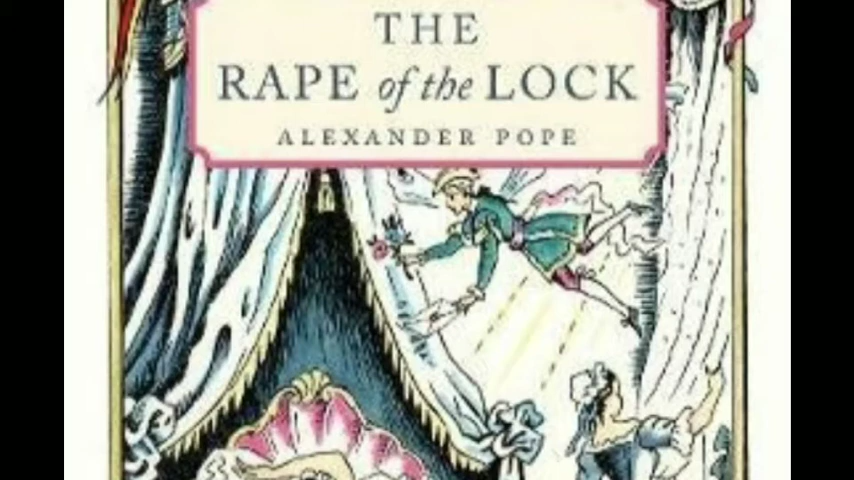 THE
RAPE of the LOCK
ALEXANDER POPE